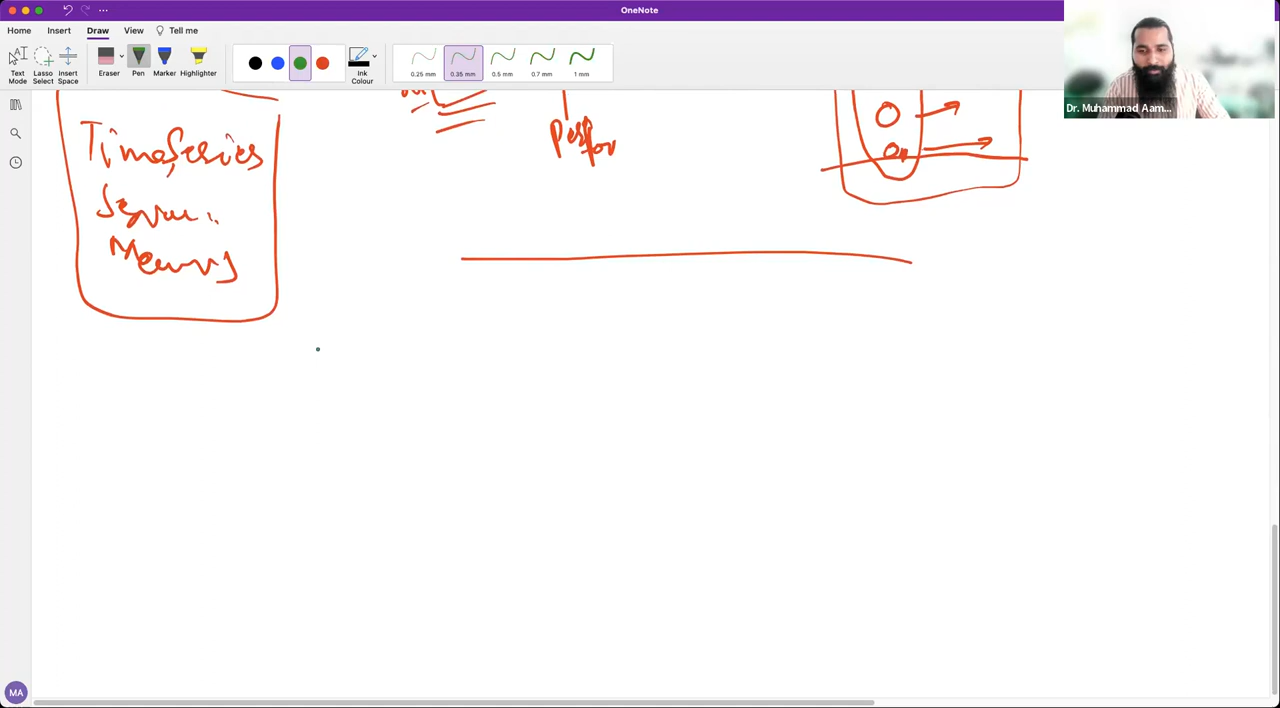 OneNote
Home Insert Draw View Tell me
Text Mode
Lasso Select
Insert Space
Eraser
Pen
Marker
Highlighter
Ink Colour
0.25 mm
0.35 mm
0.5 mm
0.7 mm
1 mm
Dr. Muhammad Aam...
TimeSeries
Memory
MA